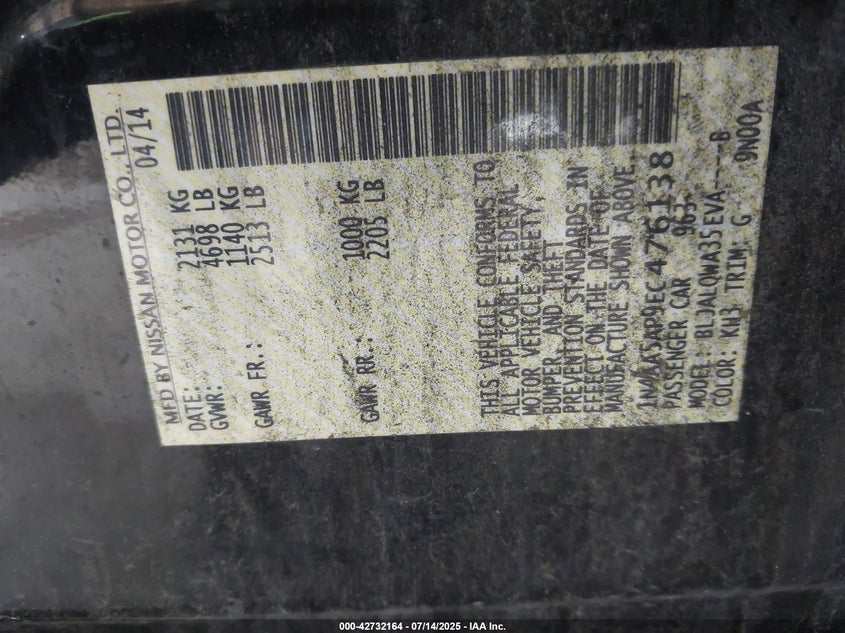 MFD BY NISSAN MOTOR CO., LTD.
DATE: 04/14
GVWR: 2131 KG
4698 LB
GAWR FR.: 1140 KG
2513 LB
GAWR RR.: 1000 KG
2205 LB
THIS VEHICLE CONFORMS TO
ALL APPLICABLE FEDERAL
MOTOR VEHICLE SAFETY,
BUMPER, AND THEFT
PREVENTION STANDARDS IN
EFFECT ON THE DATE OF
MANUFACTURE SHOWN ABOVE.
1N4AA5AP9EC476138
PASSENGER CAR 963
MODEL: BLJALQWA35EVA-----B
COLOR: KH3 TRIM: G 9N00A
000-42732164 - 07/14/2025 - IAA Inc.